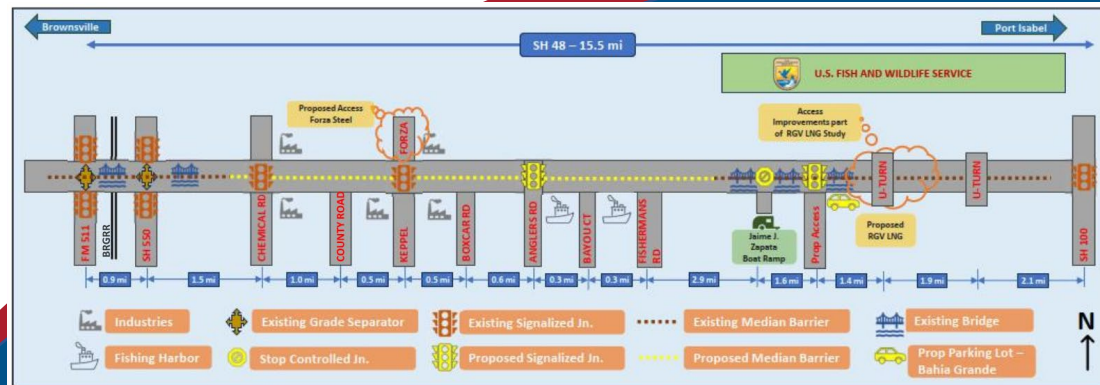 Brownsville
Port Isabel
SH 48 – 15.5 mi
U.S. FISH AND WILDLIFE SERVICE
Proposed Access
Forza Steel
Access
Improvements part
of RGV LNG Study
FORZA
U-TURN
U-TURN
FM 511
BRGRR
SH 550
CHEMICAL RD
COUNTY ROAD
KEPPEL
BOXCAR RD
ANGLERS RD
BAYOU CT
FISHERMANS
RD
Jaime J.
Zapata
Boat Ramp
Prop Access
Proposed
RGV LNG
SH 100
0.9 mi
1.5 mi
1.0 mi
0.5 mi
0.5 mi
0.6 mi
0.3 mi
0.3 mi
2.9 mi
1.6 mi
1.4 mi
1.9 mi
2.1 mi
Industries
Existing Grade Separator
Existing Signalized Jn.
Existing Median Barrier
Existing Bridge
Fishing Harbor
Stop Controlled Jn.
Proposed Signalized Jn.
Proposed Median Barrier
Prop Parking Lot –
Bahia Grande
N